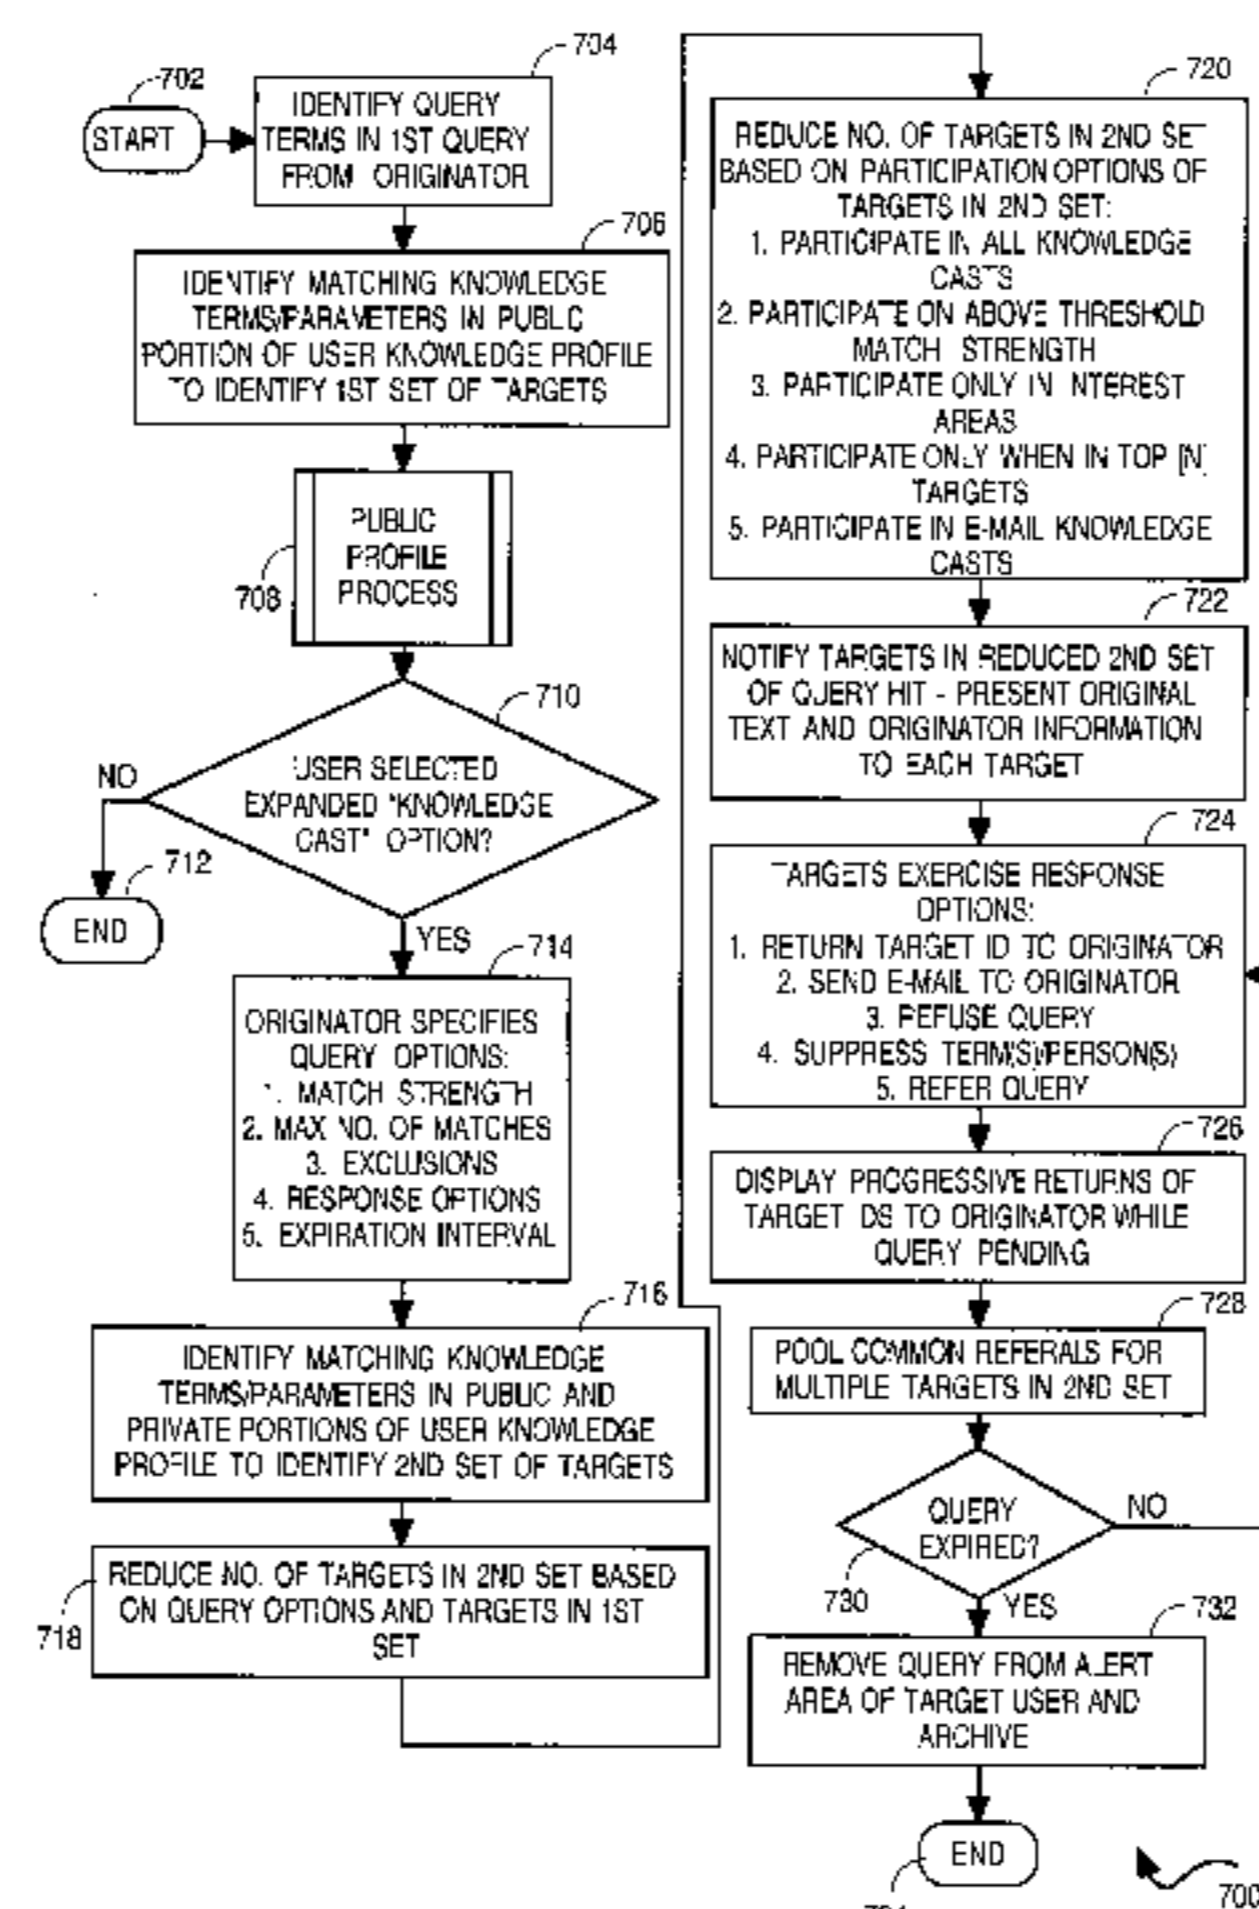 702
START
704
IDENTIFY QUERY
TERMS IN 1ST QUERY
FROM ORIGINATOR
706
IDENTIFY MATCHING KNOWLEDGE
TERMS/PARAMETERS IN PUBLIC
PORTION OF USER KNOWLEDGE PROFILE
TO IDENTIFY 1ST SET OF TARGETS
708
PUBLIC
PROFILE
PROCESS
710
USER SELECTED
EXPANDED "KNOWLEDGE
CAST" OPTION?
NO
712
END
YES
714
ORIGINATOR SPECIFIES
QUERY OPTIONS:
1. MATCH STRENGTH
2. MAX NO. OF MATCHES
3. EXCLUSIONS
4. RESPONSE OPTIONS
5. EXPIRATION INTERVAL
716
IDENTIFY MATCHING KNOWLEDGE
TERMS/PARAMETERS IN PUBLIC AND
PRIVATE PORTIONS OF USER KNOWLEDGE
PROFILE TO IDENTIFY 2ND SET OF TARGETS
718
REDUCE NO. OF TARGETS IN 2ND SET BASED
ON QUERY OPTIONS AND TARGETS IN 1ST
SET
720
REDUCE NO. OF TARGETS IN 2ND SET
BASED ON PARTICIPATION OPTIONS OF
TARGETS IN 2ND SET:
1. PARTICIPATE IN ALL KNOWLEDGE
CASTS
2. PARTICIPATE ON ABOVE THRESHOLD
MATCH STRENGTH
3. PARTICIPATE ONLY IN INTEREST
AREAS
4. PARTICIPATE ONLY WHEN IN TOP [N]
TARGETS
5. PARTICIPATE IN E-MAIL KNOWLEDGE
CASTS
722
NOTIFY TARGETS IN REDUCED 2ND SET
OF QUERY HIT - PRESENT ORIGINAL
TEXT AND ORIGINATOR INFORMATION
TO EACH TARGET
724
TARGETS EXERCISE RESPONSE
OPTIONS:
1. RETURN TARGET ID TO ORIGINATOR
2. SEND E-MAIL TO ORIGINATOR
3. REFUSE QUERY
4. SUPPRESS TERM(S)/PERSON(S)
5. REFER QUERY
726
DISPLAY PROGRESSIVE RETURNS OF
TARGET IDS TO ORIGINATOR WHILE
QUERY PENDING
728
POOL COMMON REFERALS FOR
MULTIPLE TARGETS IN 2ND SET
QUERY
EXPIRED?
NO
730
YES
732
REMOVE QUERY FROM ALERT
AREA OF TARGET USER AND
ARCHIVE
END
700